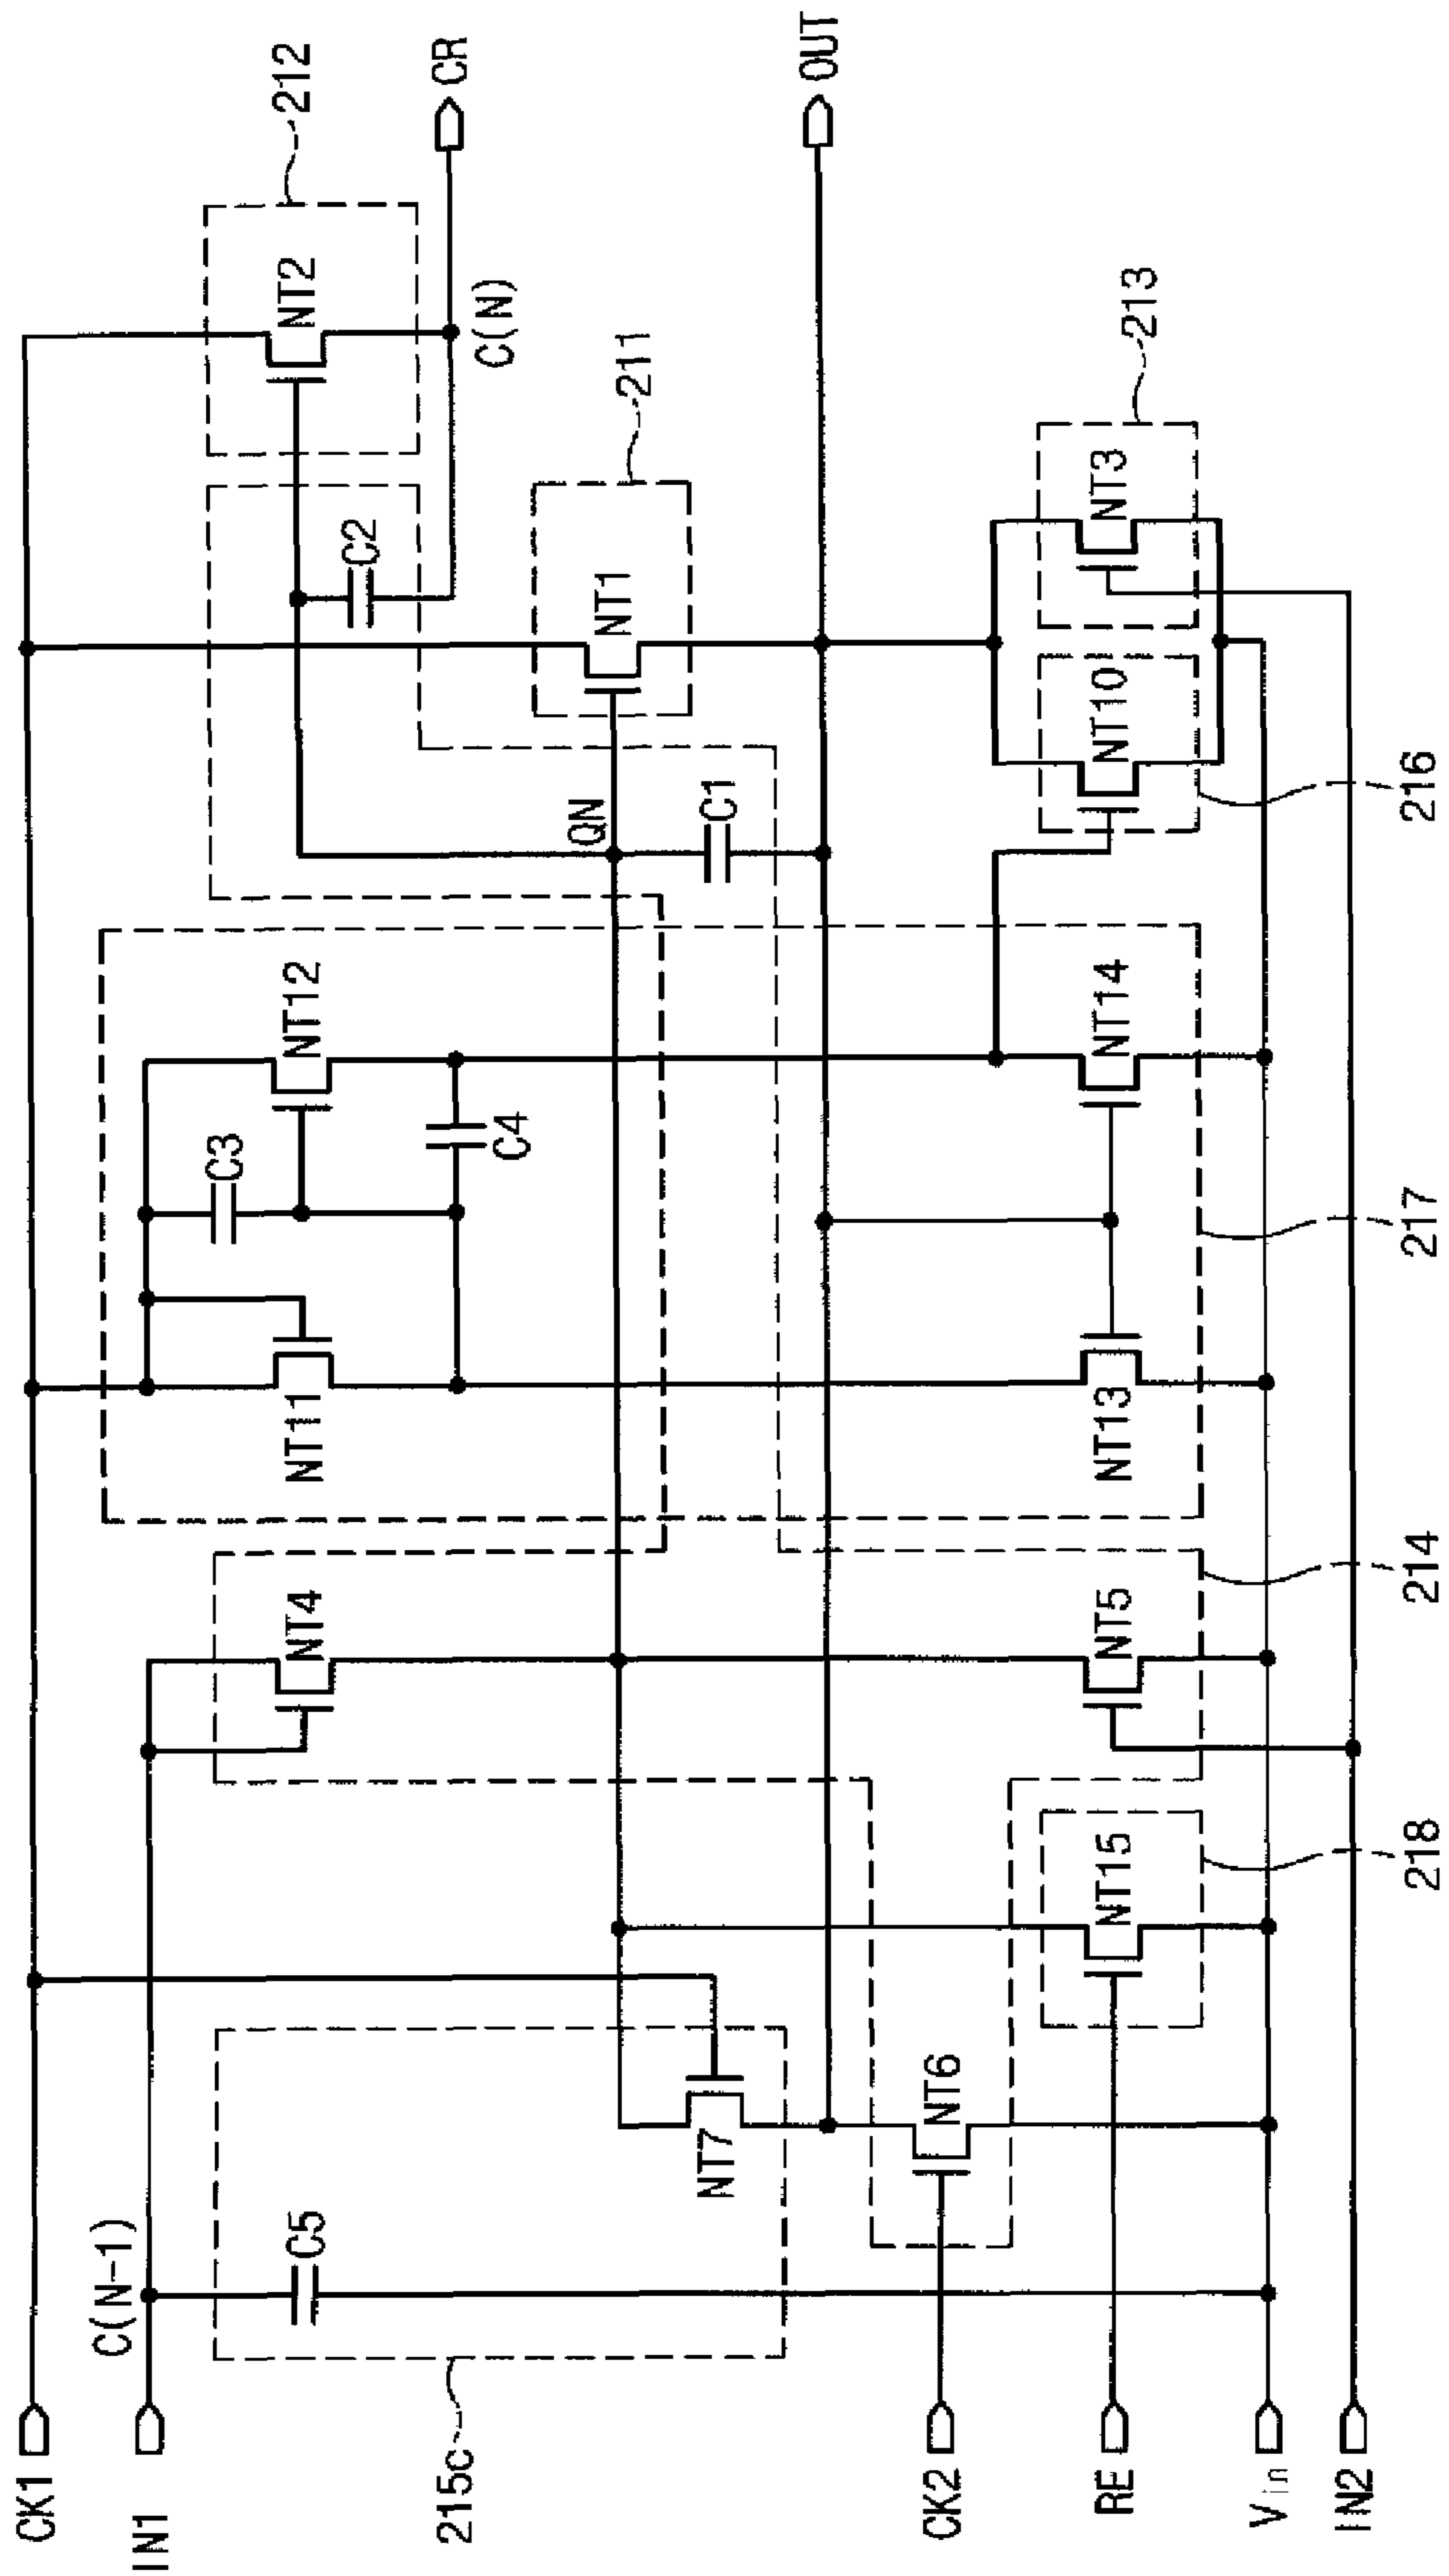 CK1
IN1
C(N-1)
215c
CK2
RE
Vin
IN2
C5
NT7
NT6
NT15
218
NT4
NT5
214
NT11
C3
NT12
C4
NT13
NT14
217
QN
C1
NT10
216
NT1
211
C2
NT2
212
C(N)
CR
OUT
NT3
213